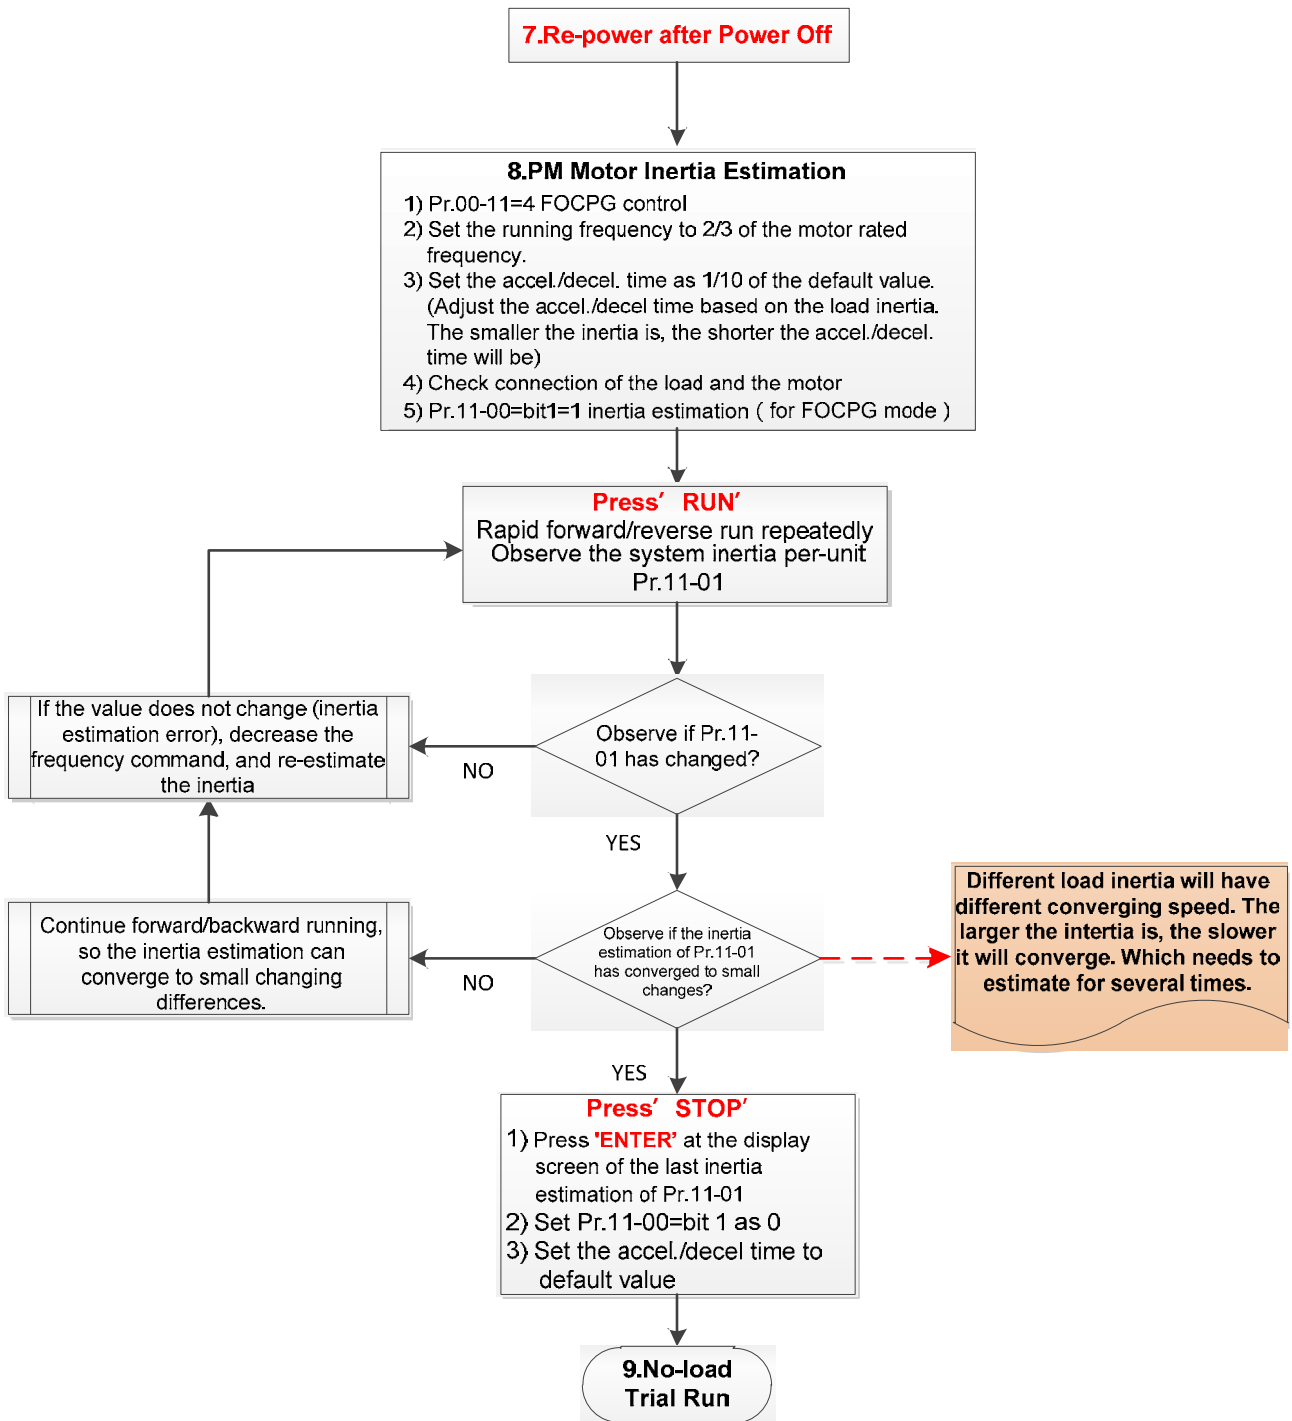 7.Re-power after Power Off
8.PM Motor Inertia Estimation
1) Pr.00-11=4 FOCPG control
2) Set the running frequency to 2/3 of the motor rated
frequency.
3) Set the accel./decel. time as 1/10 of the default value.
(Adjust the accel./decel time based on the load inertia.
The smaller the inertia is, the shorter the accel./decel.
time will be)
4) Check connection of the load and the motor
5) Pr.11-00=bit1=1 inertia estimation ( for FOCPG mode )
Press′ RUN′
Rapid forward/reverse run repeatedly
Observe the system inertia per-unit
Pr.11-01
If the value does not change (inertia
estimation error), decrease the
frequency command, and re-estimate
the inertia
NO
Observe if Pr.11-
01 has changed?
YES
Continue forward/backward running,
so the inertia estimation can
converge to small changing
differences.
NO
Observe if the inertia
estimation of Pr.11-01
has converged to small
changes?
Different load inertia will have
different converging speed. The
larger the intertia is, the slower
it will converge. Which needs to
estimate for several times.
YES
Press′ STOP′
1) Press 'ENTER' at the display
screen of the last inertia
estimation of Pr.11-01
2) Set Pr.11-00=bit 1 as 0
3) Set the accel./decel time to
default value
9.No-load
Trial Run